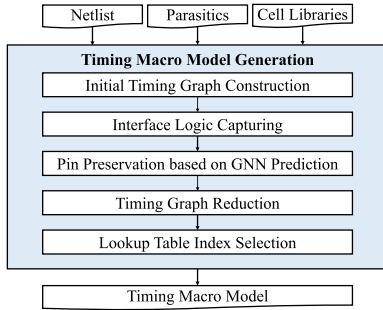 Netlist
Parasitics
Cell Libraries
Timing Macro Model Generation
Initial Timing Graph Construction
Interface Logic Capturing
Pin Preservation based on GNN Prediction
Timing Graph Reduction
Lookup Table Index Selection
Timing Macro Model